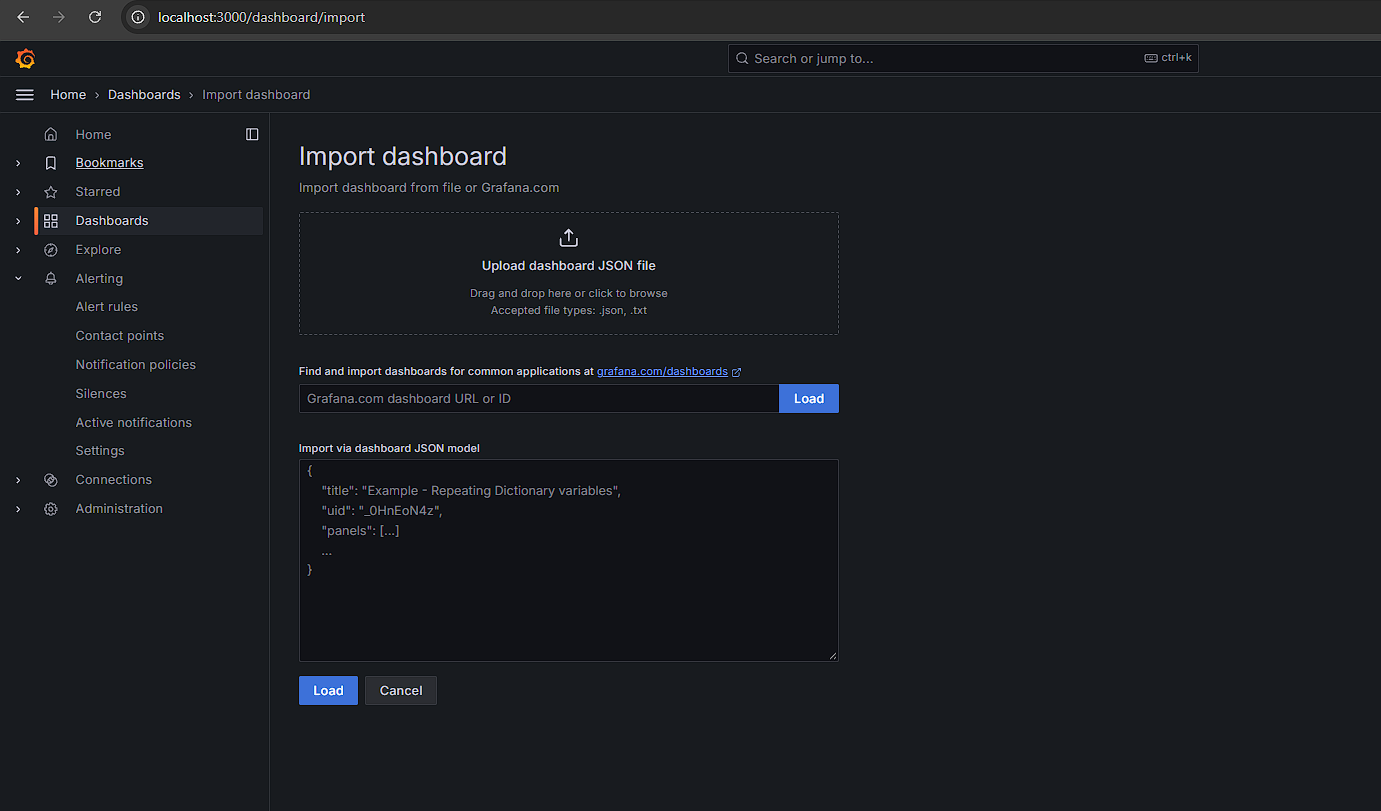 localhost:3000/dashboard/import
Search or jump to...
ctrl+k
Home › Dashboards › Import dashboard
Home
Bookmarks
Starred
Dashboards
Explore
Alerting
Alert rules
Contact points
Notification policies
Silences
Active notifications
Settings
Connections
Administration
Import dashboard
Import dashboard from file or Grafana.com
Upload dashboard JSON file
Drag and drop here or click to browse
Accepted file types: .json, .txt
Find and import dashboards for common applications at grafana.com/dashboards
Grafana.com dashboard URL or ID
Load
Import via dashboard JSON model
{
"title": "Example - Repeating Dictionary variables",
"uid": "_0HnEoN4z",
"panels": [...]
...
}
Load
Cancel